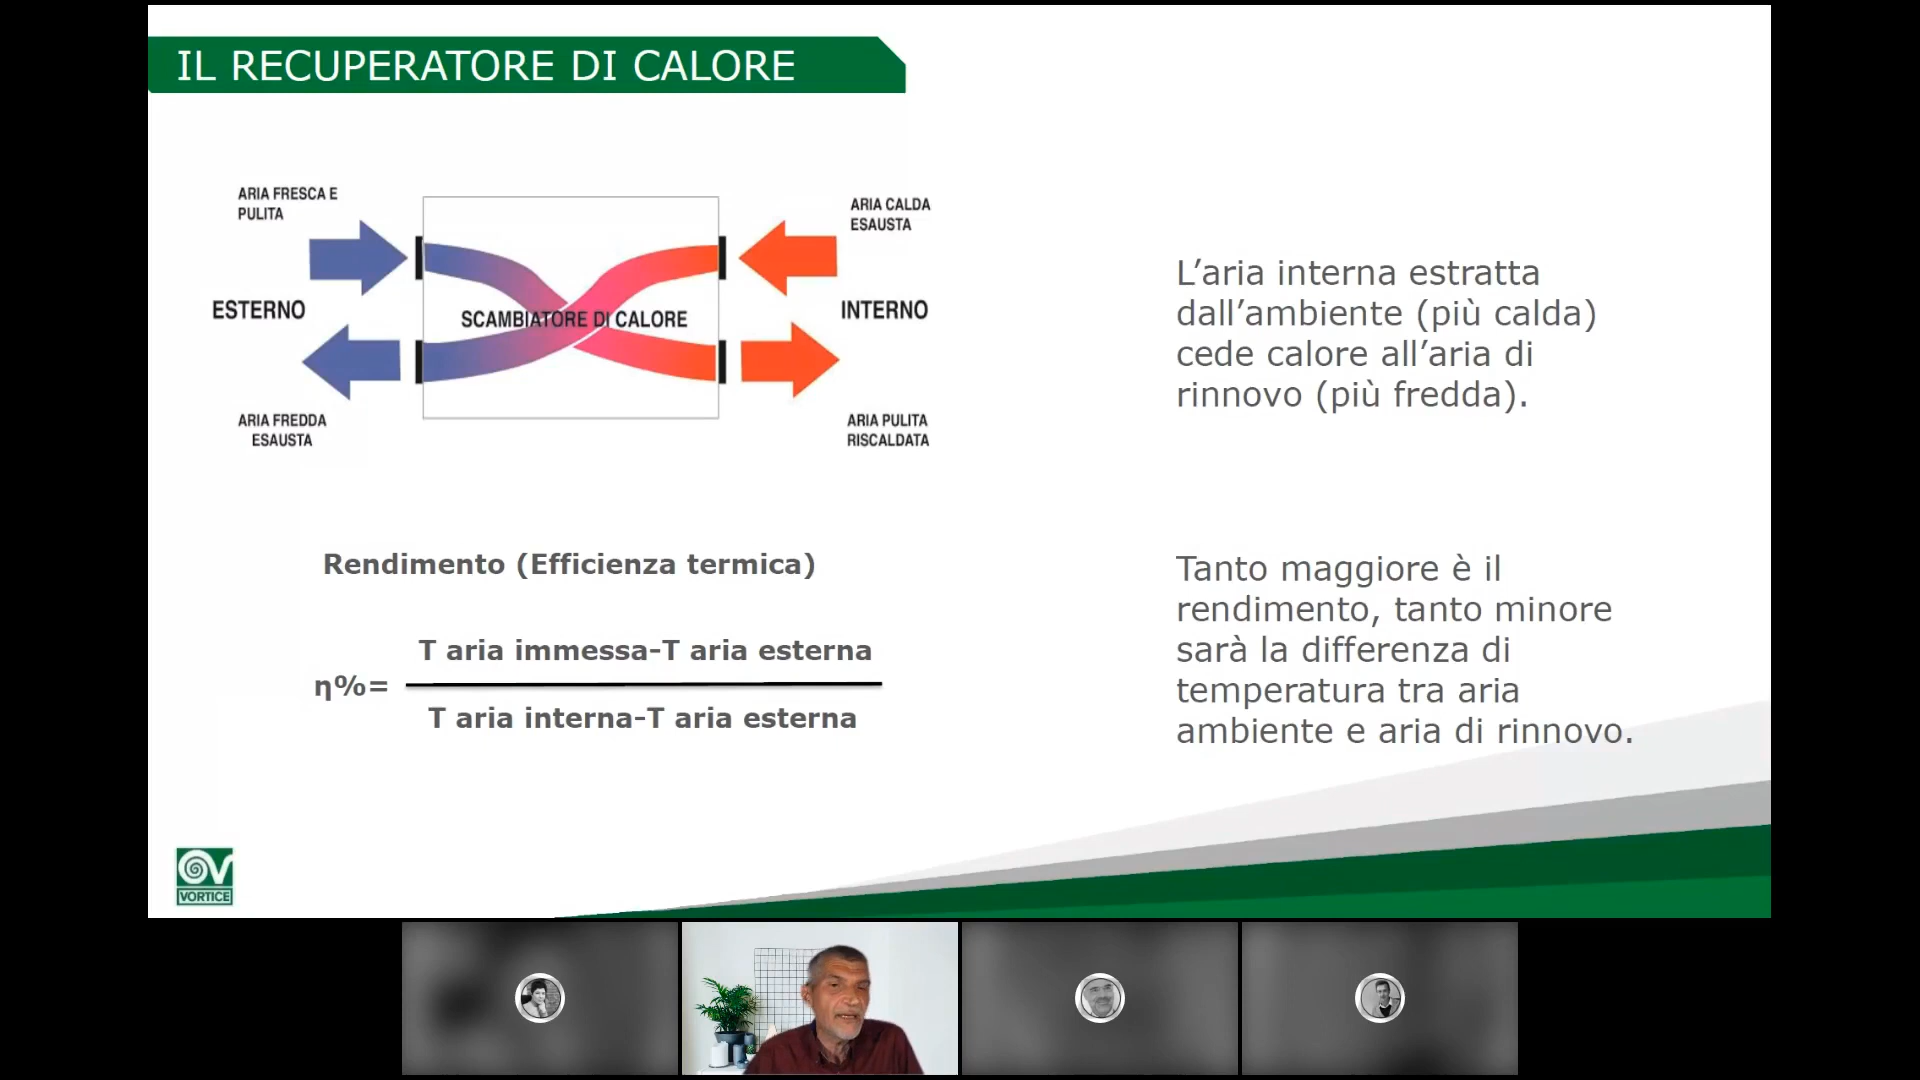 IL RECUPERATORE DI CALORE
ARIA FRESCA E
PULITA
ARIA CALDA
ESAUSTA
ESTERNO
SCAMBIATORE DI CALORE
INTERNO
ARIA FREDDA
ESAUSTA
ARIA PULITA
RISCALDATA
L’aria interna estratta
dall’ambiente (più calda)
cede calore all’aria di
rinnovo (più fredda).
Rendimento (Efficienza termica)
T aria immessa-T aria esterna
η%=
T aria interna-T aria esterna
Tanto maggiore è il
rendimento, tanto minore
sarà la differenza di
temperatura tra aria
ambiente e aria di rinnovo.
VORTICE